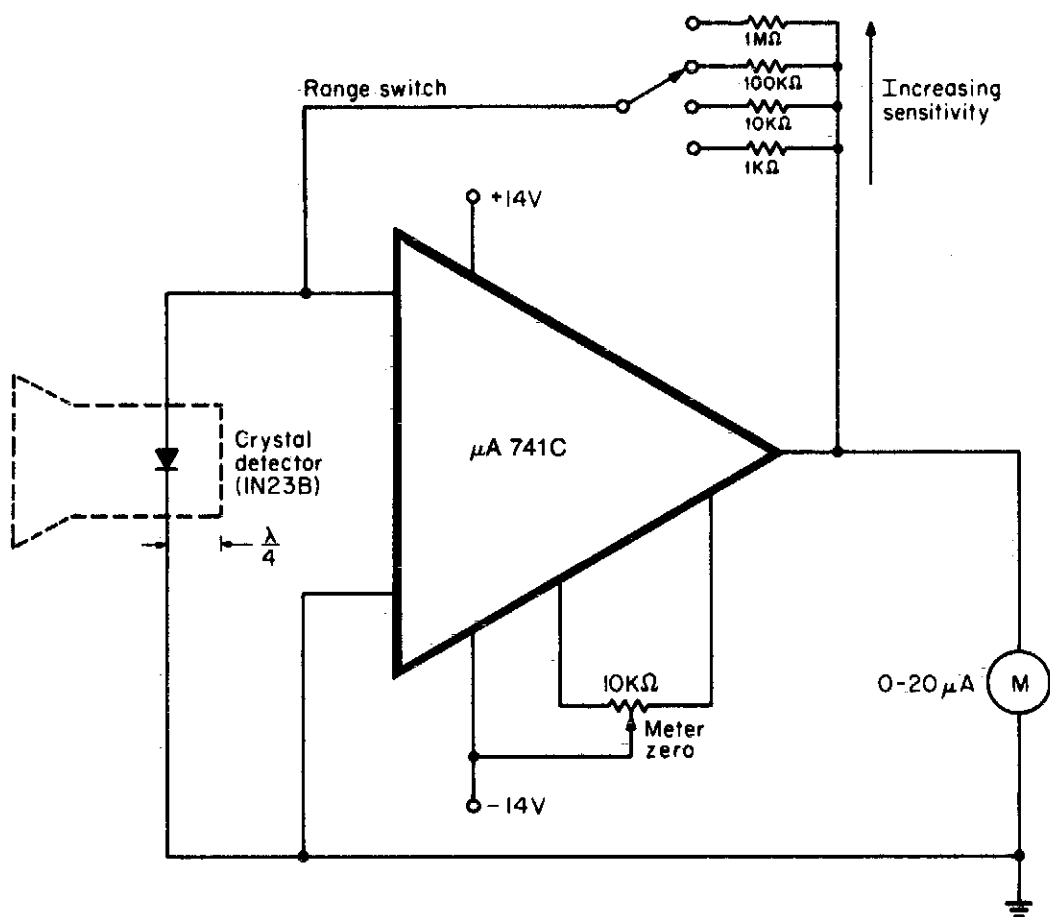 1MΩ
Range switch
100KΩ
Increasing
sensitivity
10KΩ
1KΩ
+14V
Crystal
detector
(IN23B)
μA 741C
λ
4
10KΩ
Meter
zero
0-20μA
M
-14V